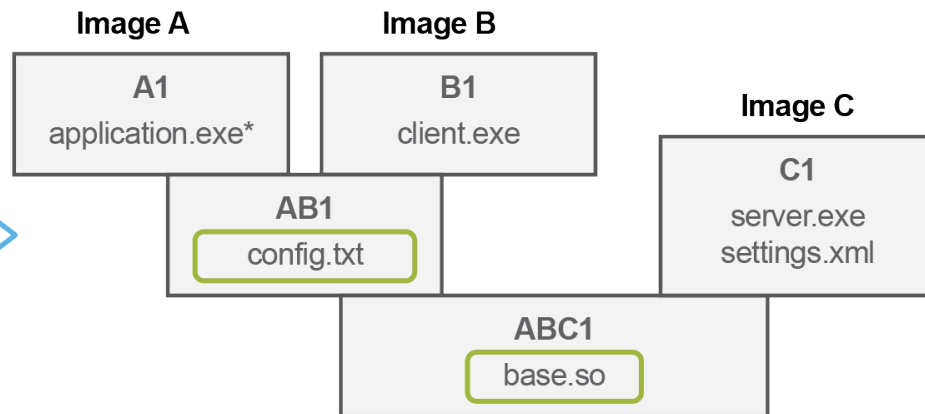 Image A
Image B
A1
application.exe*
B1
client.exe
Image C
C1
server.exe
settings.xml
AB1
config.txt
ABC1
base.so